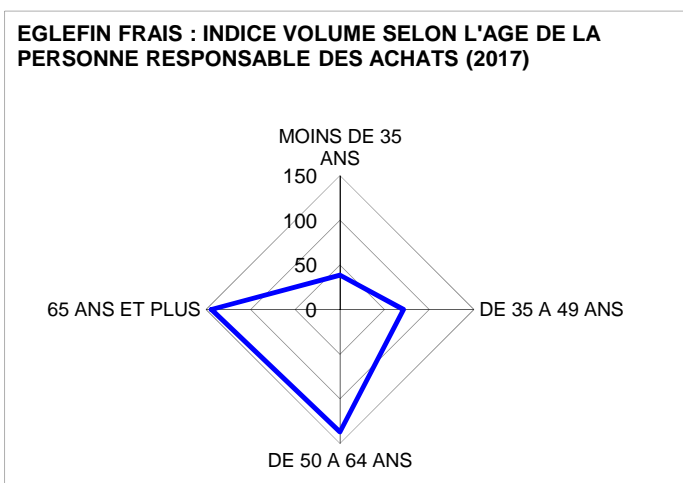 EGLEFIN FRAIS : INDICE VOLUME SELON L'AGE DE LA
PERSONNE RESPONSABLE DES ACHATS (2017)
MOINS DE 35
ANS
150
100
50
0
65 ANS ET PLUS
DE 35 A 49 ANS
DE 50 A 64 ANS